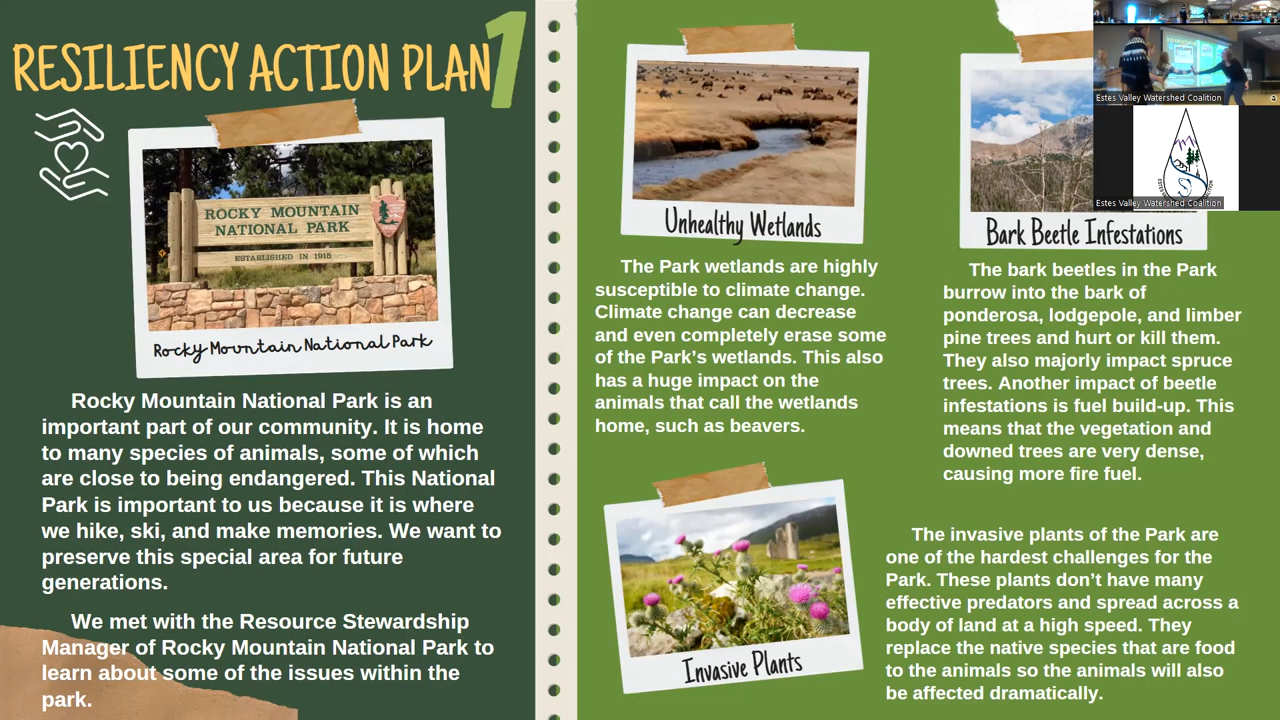 RESILIENCY ACTION PLAN 1
ROCKY MOUNTAIN
NATIONAL PARK
ESTABLISHED IN 1915
Rocky Mountain National Park
Rocky Mountain National Park is an
important part of our community. It is home
to many species of animals, some of which
are close to being endangered. This National
Park is important to us because it is where
we hike, ski, and make memories. We want to
preserve this special area for future
generations.
We met with the Resource Stewardship
Manager of Rocky Mountain National Park to
learn about some of the issues within the
park.
Unhealthy Wetlands
The Park wetlands are highly
susceptible to climate change.
Climate change can decrease
and even completely erase some
of the Park's wetlands. This also
has a huge impact on the
animals that call the wetlands
home, such as beavers.
Bark Beetle Infestations
The bark beetles in the Park
burrow into the bark of
ponderosa, lodgepole, and limber
pine trees and hurt or kill them.
They also majorly impact spruce
trees. Another impact of beetle
infestations is fuel build-up. This
means that the vegetation and
downed trees are very dense,
causing more fire fuel.
Invasive Plants
The invasive plants of the Park are
one of the hardest challenges for the
Park. These plants don't have many
effective predators and spread across a
body of land at a high speed. They
replace the native species that are food
to the animals so the animals will also
be affected dramatically.
Estes Valley Watershed Coalition
Estes Valley Watershed Coalition